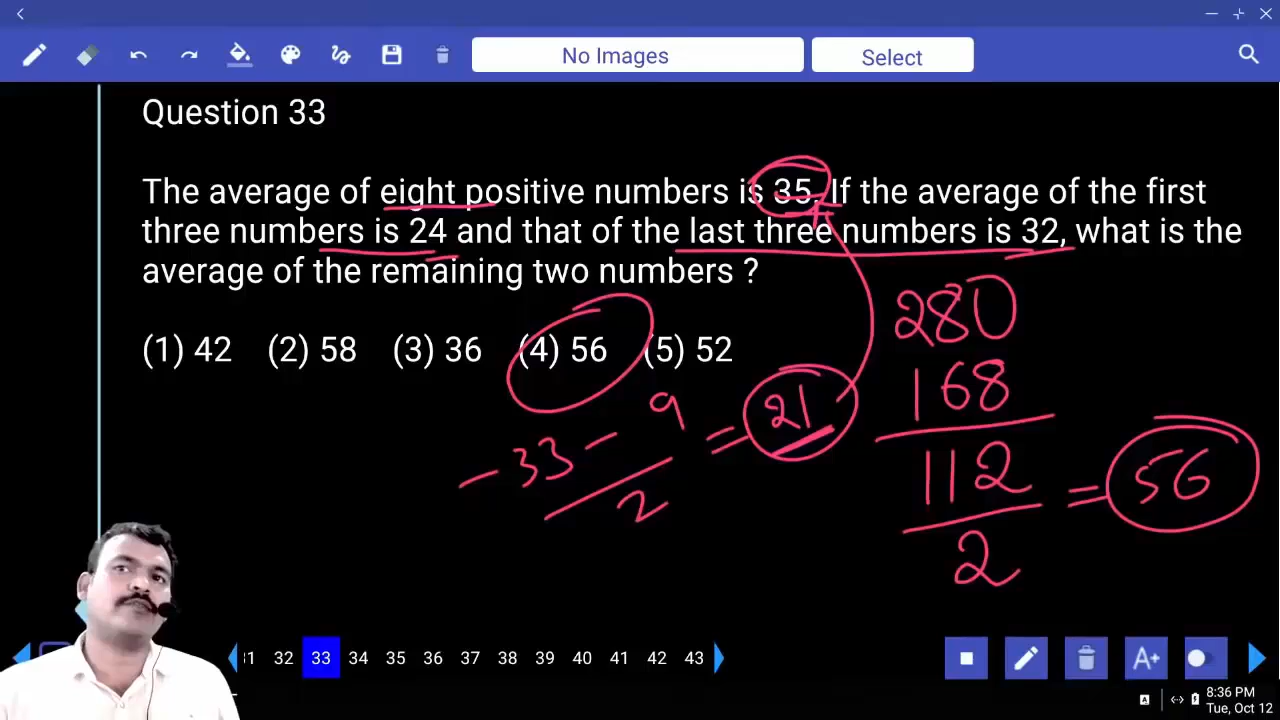 No Images
Select
Question 33
The average of eight positive numbers is 35. If the average of the first
three numbers is 24 and that of the last three numbers is 32, what is the
average of the remaining two numbers ?
(1) 42 (2) 58 (3) 36 (4) 56 (5) 52
280
168
112
2
= 56
- 33 - 9
2
= 21
31 32 33 34 35 36 37 38 39 40 41 42 43
A+
8:36 PM
Tue, Oct 12